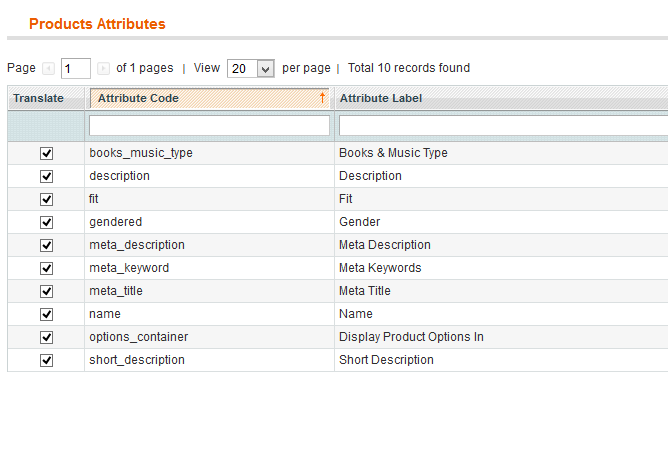 Products Attributes
Page 1 of 1 pages | View 20 per page | Total 10 records found
Translate Attribute Code Attribute Label
books_music_type Books & Music Type
description Description
fit Fit
gendered Gender
meta_description Meta Description
meta_keyword Meta Keywords
meta_title Meta Title
name Name
options_container Display Product Options In
short_description Short Description